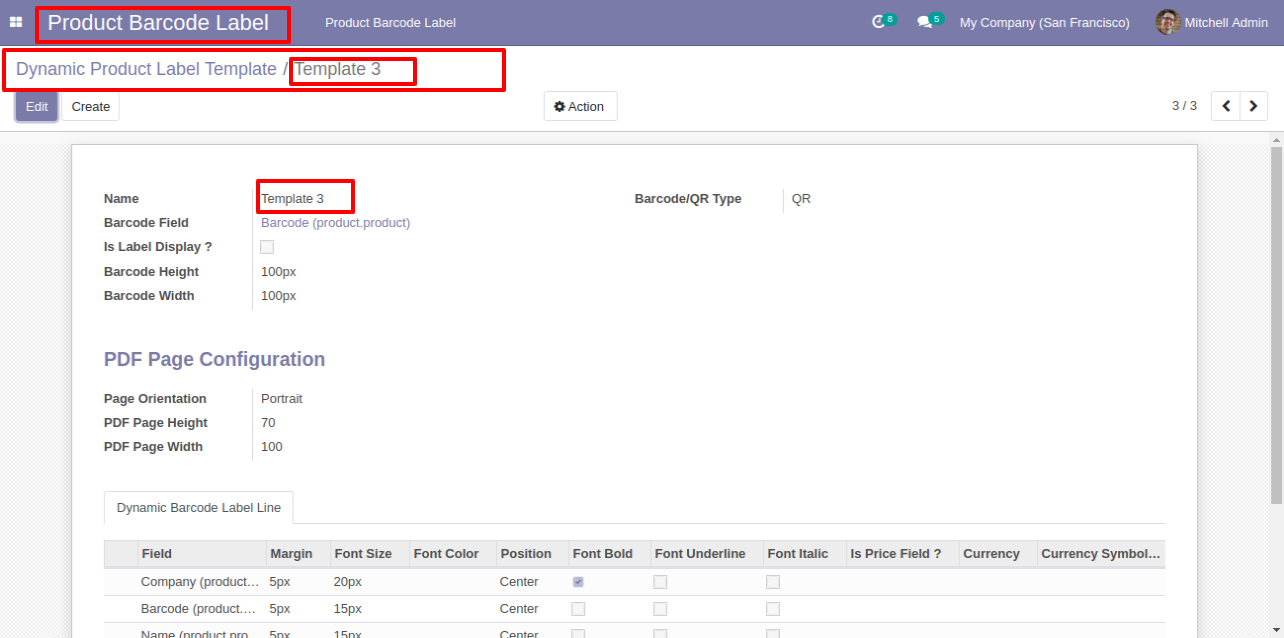 Product Barcode Label Product Barcode Label 8 5 My Company (San Francisco) Mitchell Admin
Dynamic Product Label Template / Template 3
Edit Create Action 3 / 3
Name Template 3 Barcode/QR Type QR
Barcode Field Barcode (product.product)
Is Label Display ?
Barcode Height 100px
Barcode Width 100px
PDF Page Configuration
Page Orientation Portrait
PDF Page Height 70
PDF Page Width 100
Dynamic Barcode Label Line
Field Margin Font Size Font Color Position Font Bold Font Underline Font Italic Is Price Field ? Currency Currency Symbol...
Company (product... 5px 20px Center
Barcode (product.... 5px 15px Center
Name (product.pro... 5px 15px Center